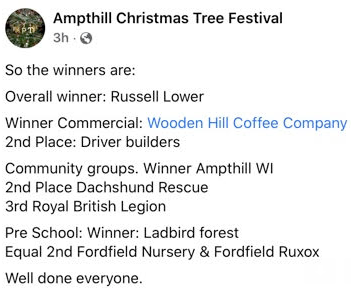 Ampthill Christmas Tree Festival
3h ·
So the winners are:
Overall winner: Russell Lower
Winner Commercial: Wooden Hill Coffee Company
2nd Place: Driver builders
Community groups. Winner Ampthill WI
2nd Place Dachshund Rescue
3rd Royal British Legion
Pre School: Winner: Ladbird forest
Equal 2nd Fordfield Nursery & Fordfield Ruxox
Well done everyone.